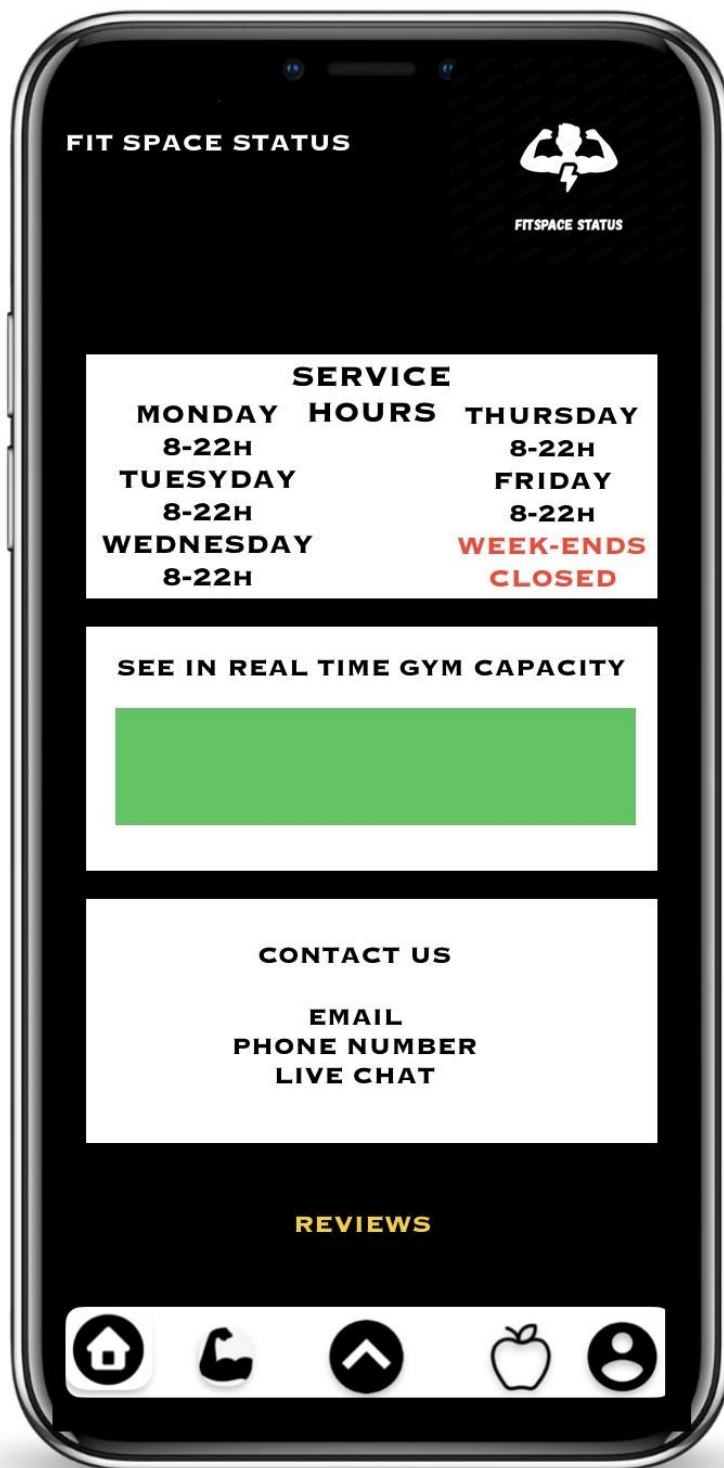 FIT SPACE STATUS
FITSPACE STATUS
SERVICE
HOURS
MONDAY
8-22H
TUESYDAY
8-22H
WEDNESDAY
8-22H
THURSDAY
8-22H
FRIDAY
8-22H
WEEK-ENDS
CLOSED
SEE IN REAL TIME GYM CAPACITY
CONTACT US
EMAIL
PHONE NUMBER
LIVE CHAT
REVIEWS